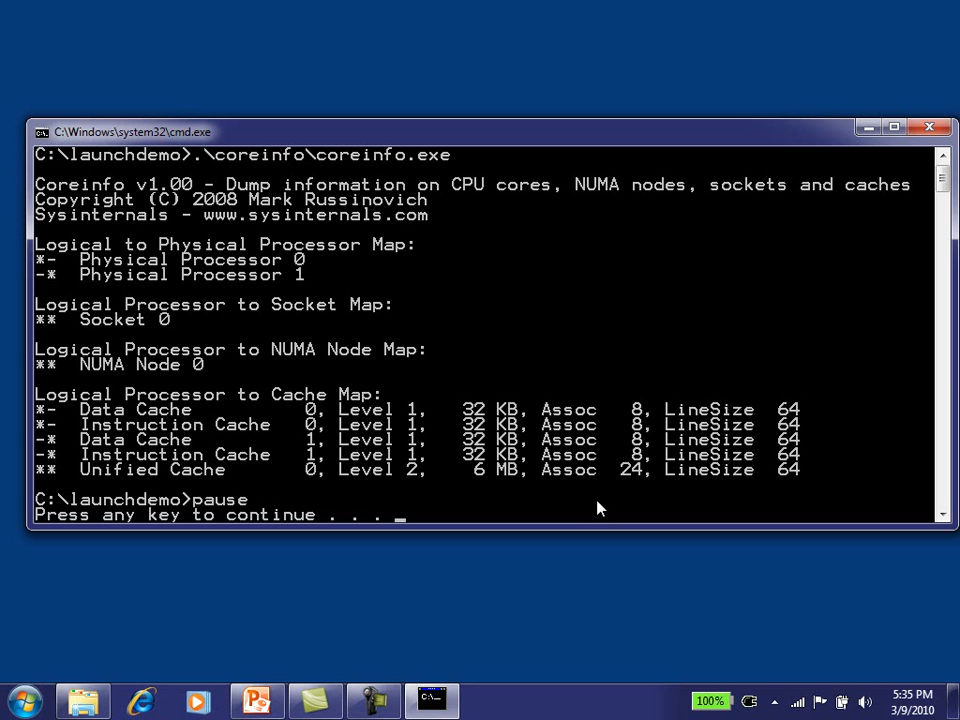 C:\Windows\system32\cmd.exe
C:\launchdemo>.\coreinfo\coreinfo.exe
Coreinfo v1.00 - Dump information on CPU cores, NUMA nodes, sockets and caches
Copyright (C) 2008 Mark Russinovich
Sysinternals - www.sysinternals.com
Logical to Physical Processor Map:
*-  Physical Processor 0
-*  Physical Processor 1
Logical Processor to Socket Map:
**  Socket 0
Logical Processor to NUMA Node Map:
**  NUMA Node 0
Logical Processor to Cache Map:
*-  Data Cache          0, Level 1,   32 KB, Assoc   8, LineSize  64
*-  Instruction Cache   0, Level 1,   32 KB, Assoc   8, LineSize  64
-*  Data Cache          1, Level 1,   32 KB, Assoc   8, LineSize  64
-*  Instruction Cache   1, Level 1,   32 KB, Assoc   8, LineSize  64
**  Unified Cache       0, Level 2,    6 MB, Assoc  24, LineSize  64
C:\launchdemo>pause
Press any key to continue . . . _
100%
5:35 PM
3/9/2010